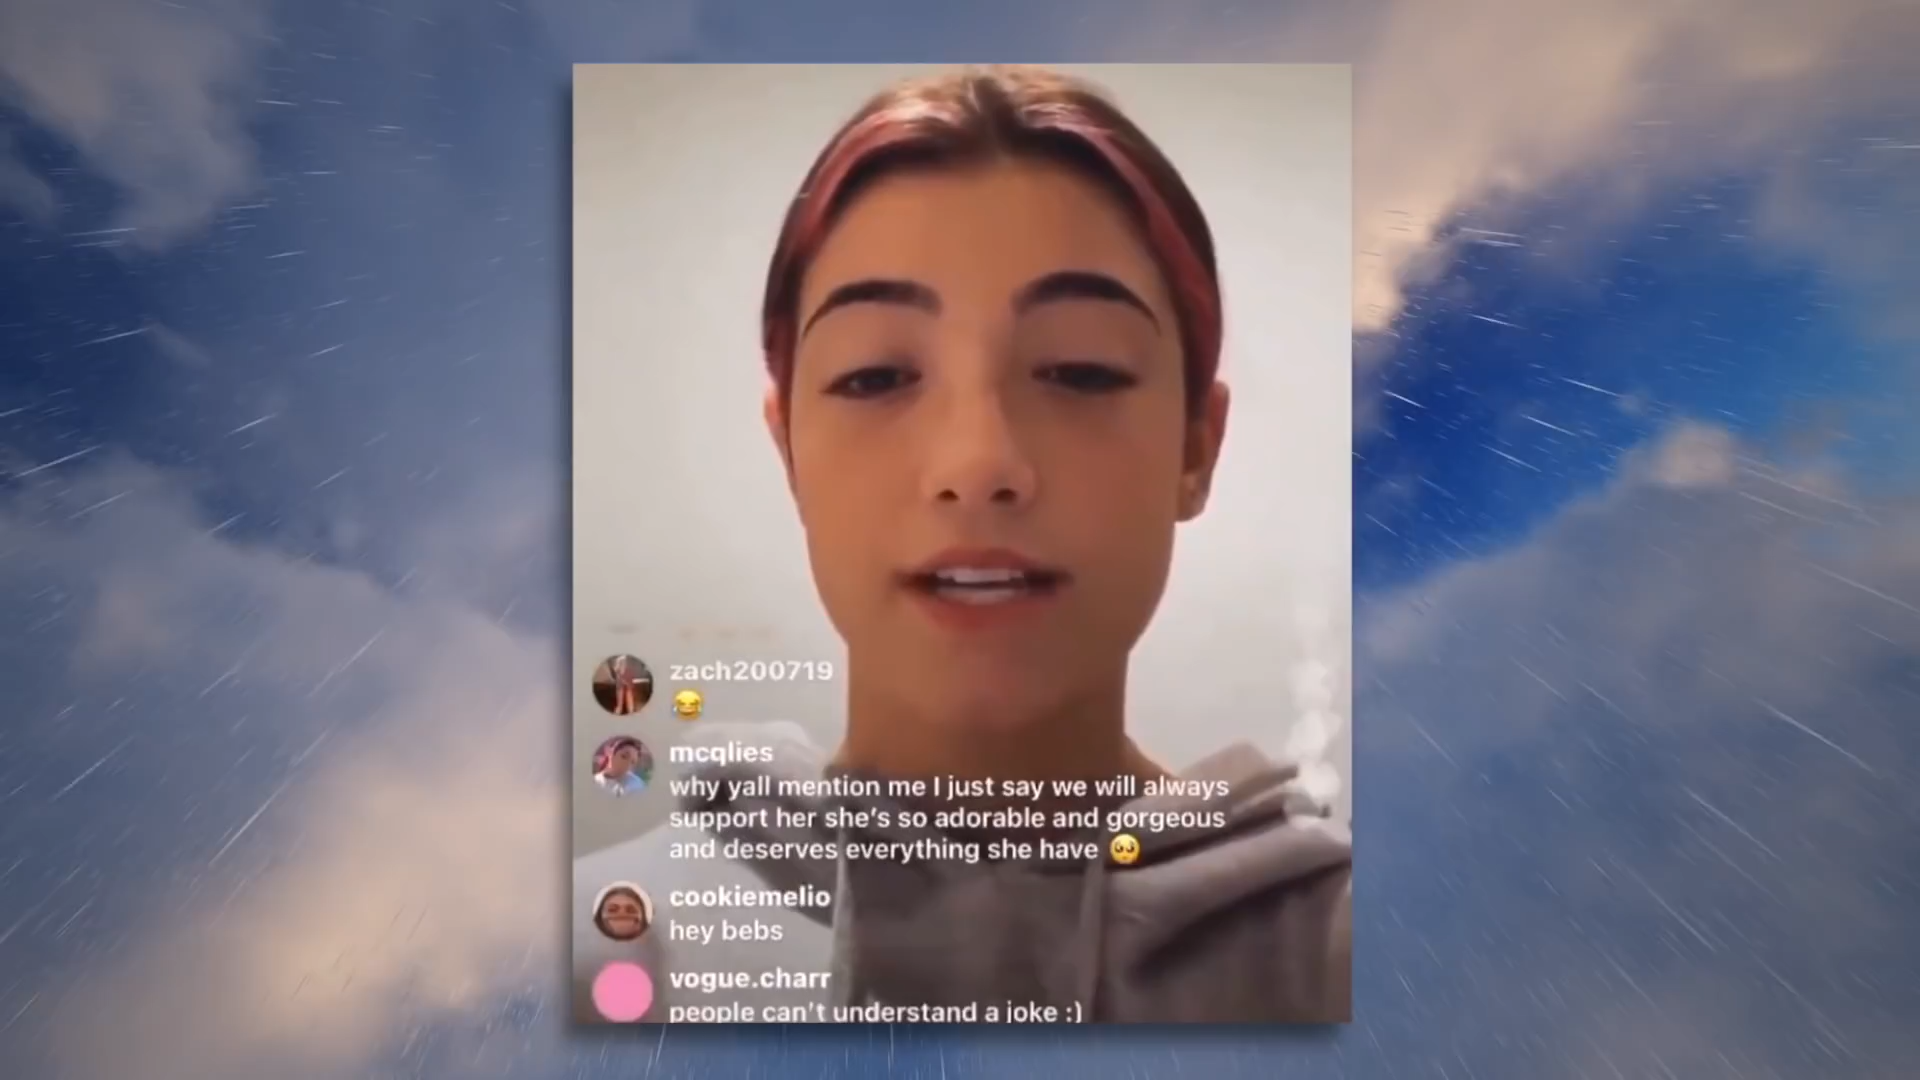 zach200719
😂
mcqlies
why yall mention me I just say we will always
support her she's so adorable and gorgeous
and deserves everything she have 🥺
cookiemelio
hey bebs
vogue.charr
people can't understand a joke :)